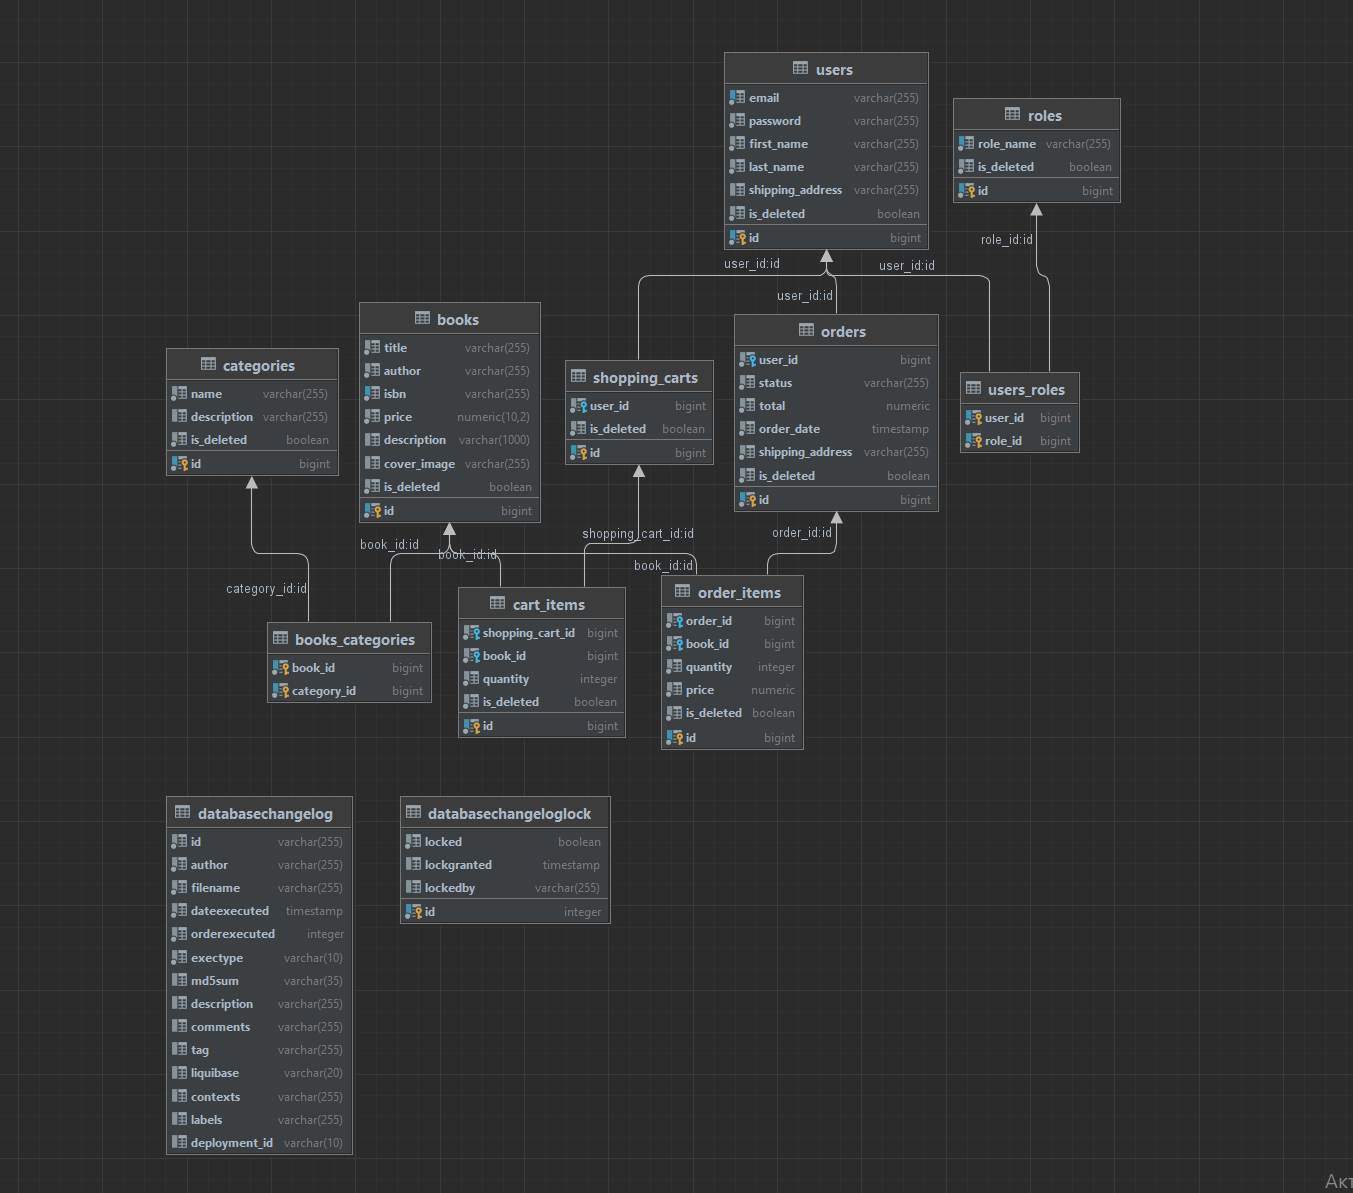 users
email varchar(255)
password varchar(255)
first_name varchar(255)
last_name varchar(255)
shipping_address varchar(255)
is_deleted boolean
id bigint
roles
role_name varchar(255)
is_deleted boolean
id bigint
role_id:id
user_id:id
user_id:id
user_id:id
categories
name varchar(255)
description varchar(255)
is_deleted boolean
id bigint
books
title varchar(255)
author varchar(255)
isbn varchar(255)
price numeric(10,2)
description varchar(1000)
cover_image varchar(255)
is_deleted boolean
id bigint
shopping_carts
user_id bigint
is_deleted boolean
id bigint
orders
user_id bigint
status varchar(255)
total numeric
order_date timestamp
shipping_address varchar(255)
is_deleted boolean
id bigint
users_roles
user_id bigint
role_id bigint
category_id:id
book_id:id
book_id:id
shopping_cart_id:id
book_id:id
order_id:id
books_categories
book_id bigint
category_id bigint
cart_items
shopping_cart_id bigint
book_id bigint
quantity integer
is_deleted boolean
id bigint
order_items
order_id bigint
book_id bigint
quantity integer
price numeric
is_deleted boolean
id bigint
databasechangelog
id varchar(255)
author varchar(255)
filename varchar(255)
dateexecuted timestamp
orderexecuted integer
exectype varchar(10)
md5sum varchar(35)
description varchar(255)
comments varchar(255)
tag varchar(255)
liquibase varchar(20)
contexts varchar(255)
labels varchar(255)
deployment_id varchar(10)
databasechangeloglock
locked boolean
lockgranted timestamp
lockedby varchar(255)
id integer